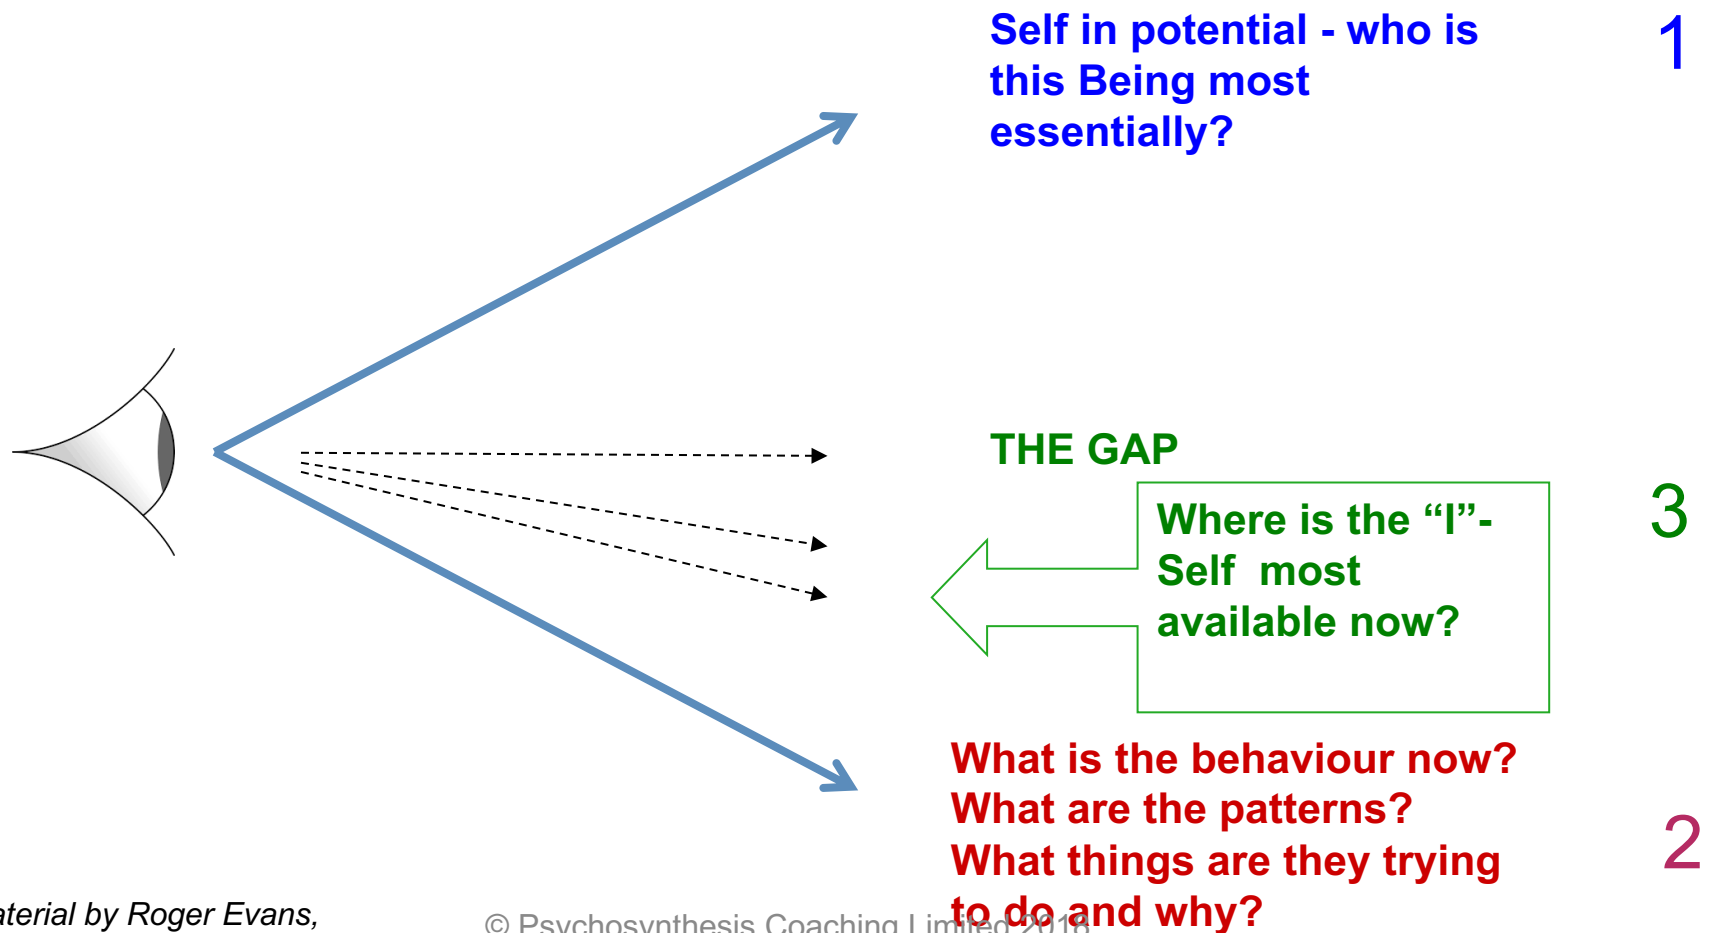 Self in potential - who is
this Being most
essentially?
1
THE GAP
Where is the “I”-
Self most
available now?
3
What is the behaviour now?
What are the patterns?
What things are they trying
to do and why?
2
aterial by Roger Evans,
© Psychosynthesis Coaching Limited 2018